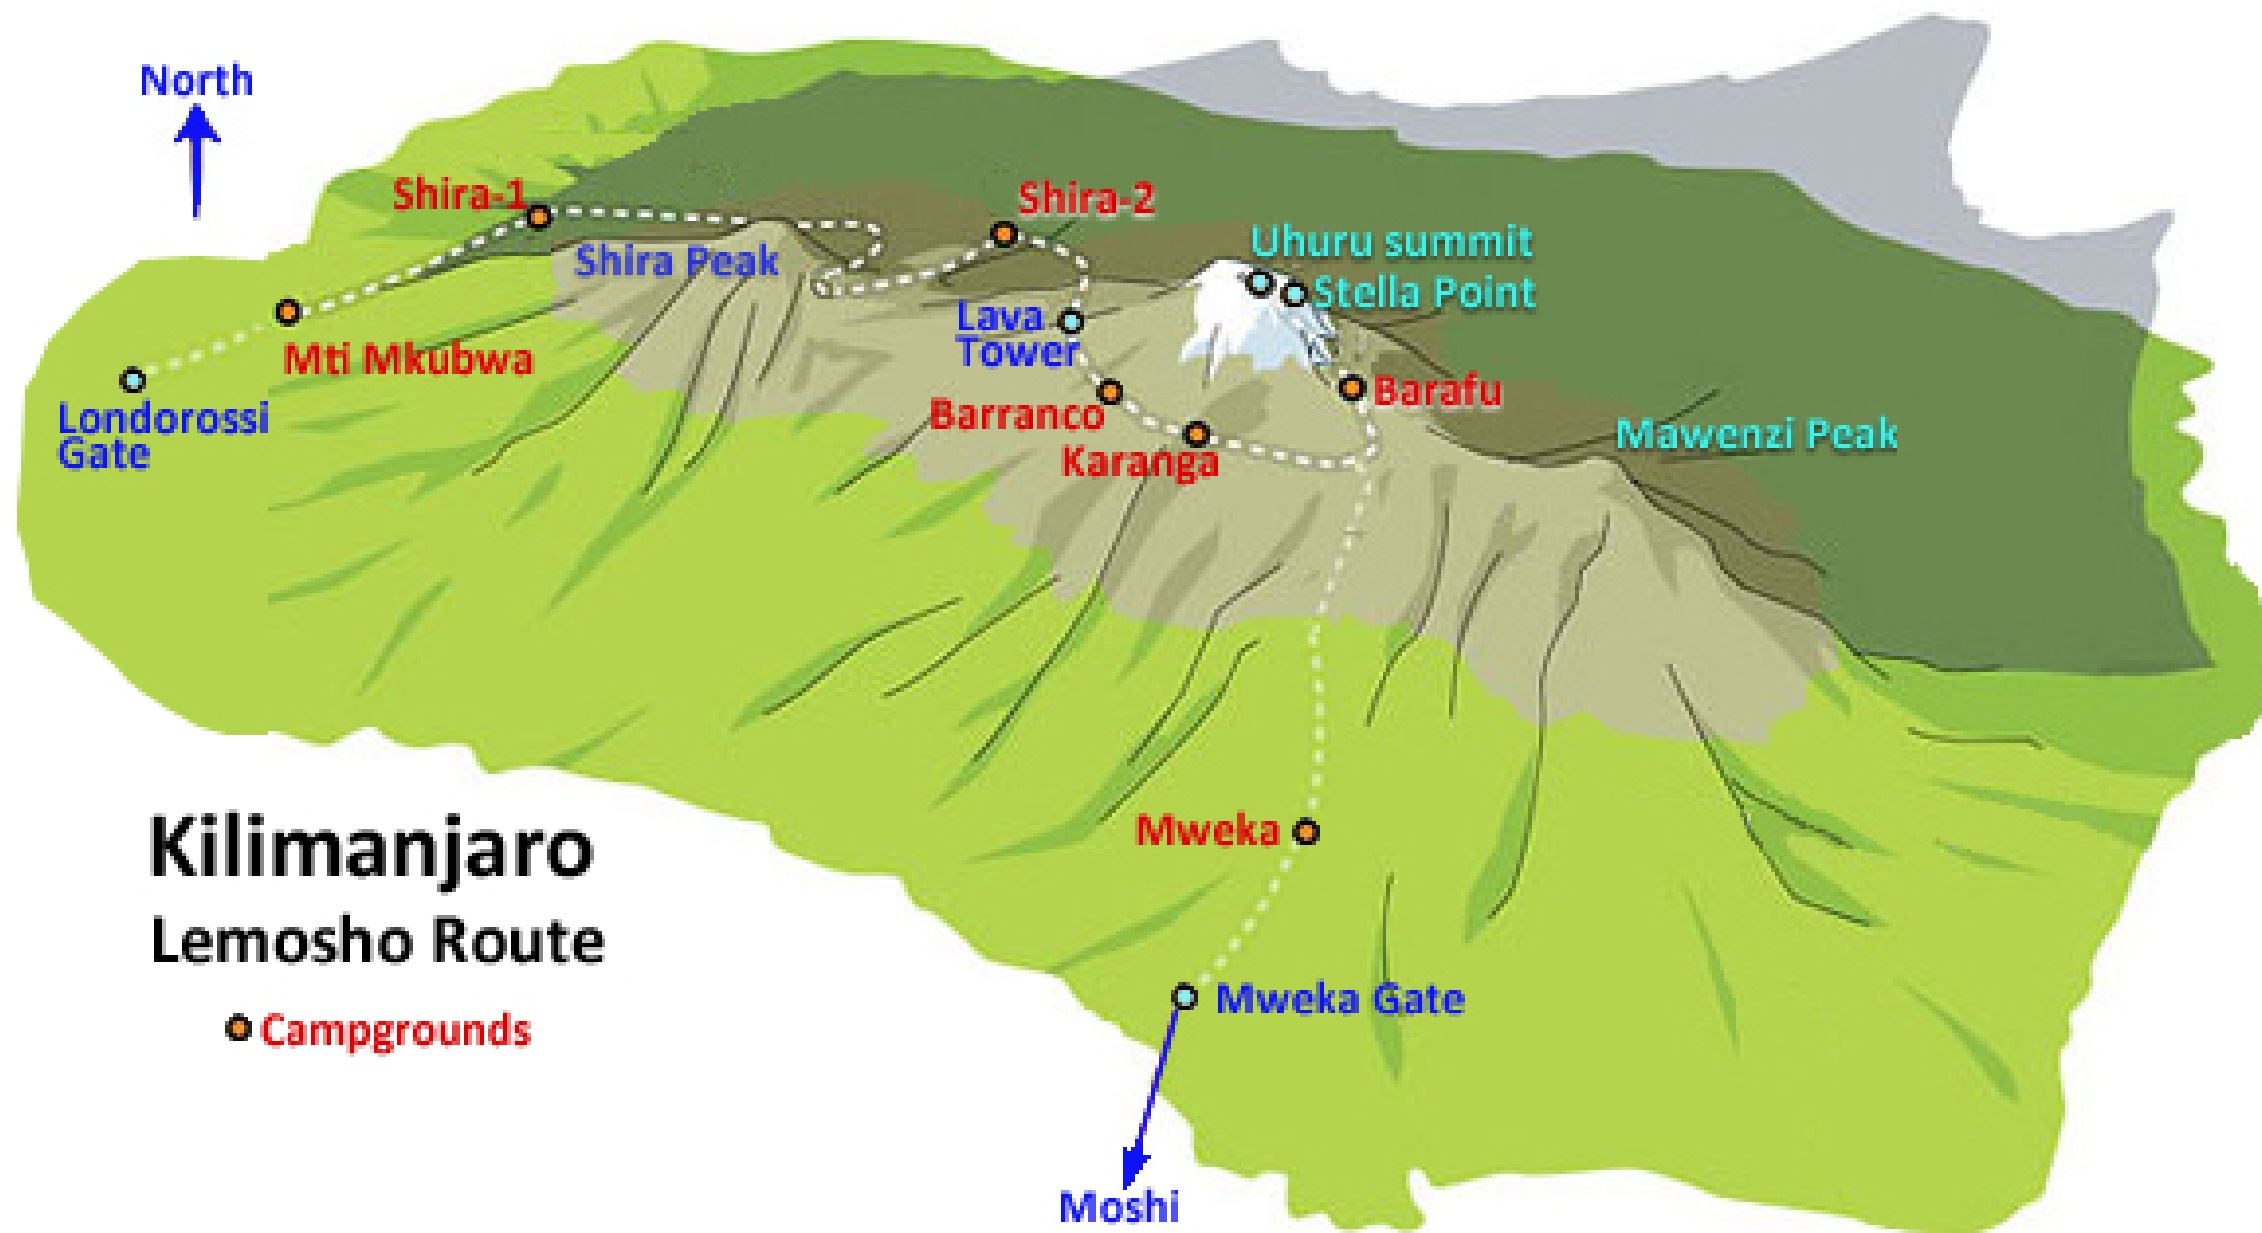 North
Shira-1
Shira-2
Shira Peak
Uhuru summit
Stella Point
Lava
Tower
Mti Mkubwa
Londorossi
Gate
Barranco
Barafu
Karanga
Mawenzi Peak
Mweka
Kilimanjaro
Lemosho Route
Campgrounds
Mweka Gate
Moshi